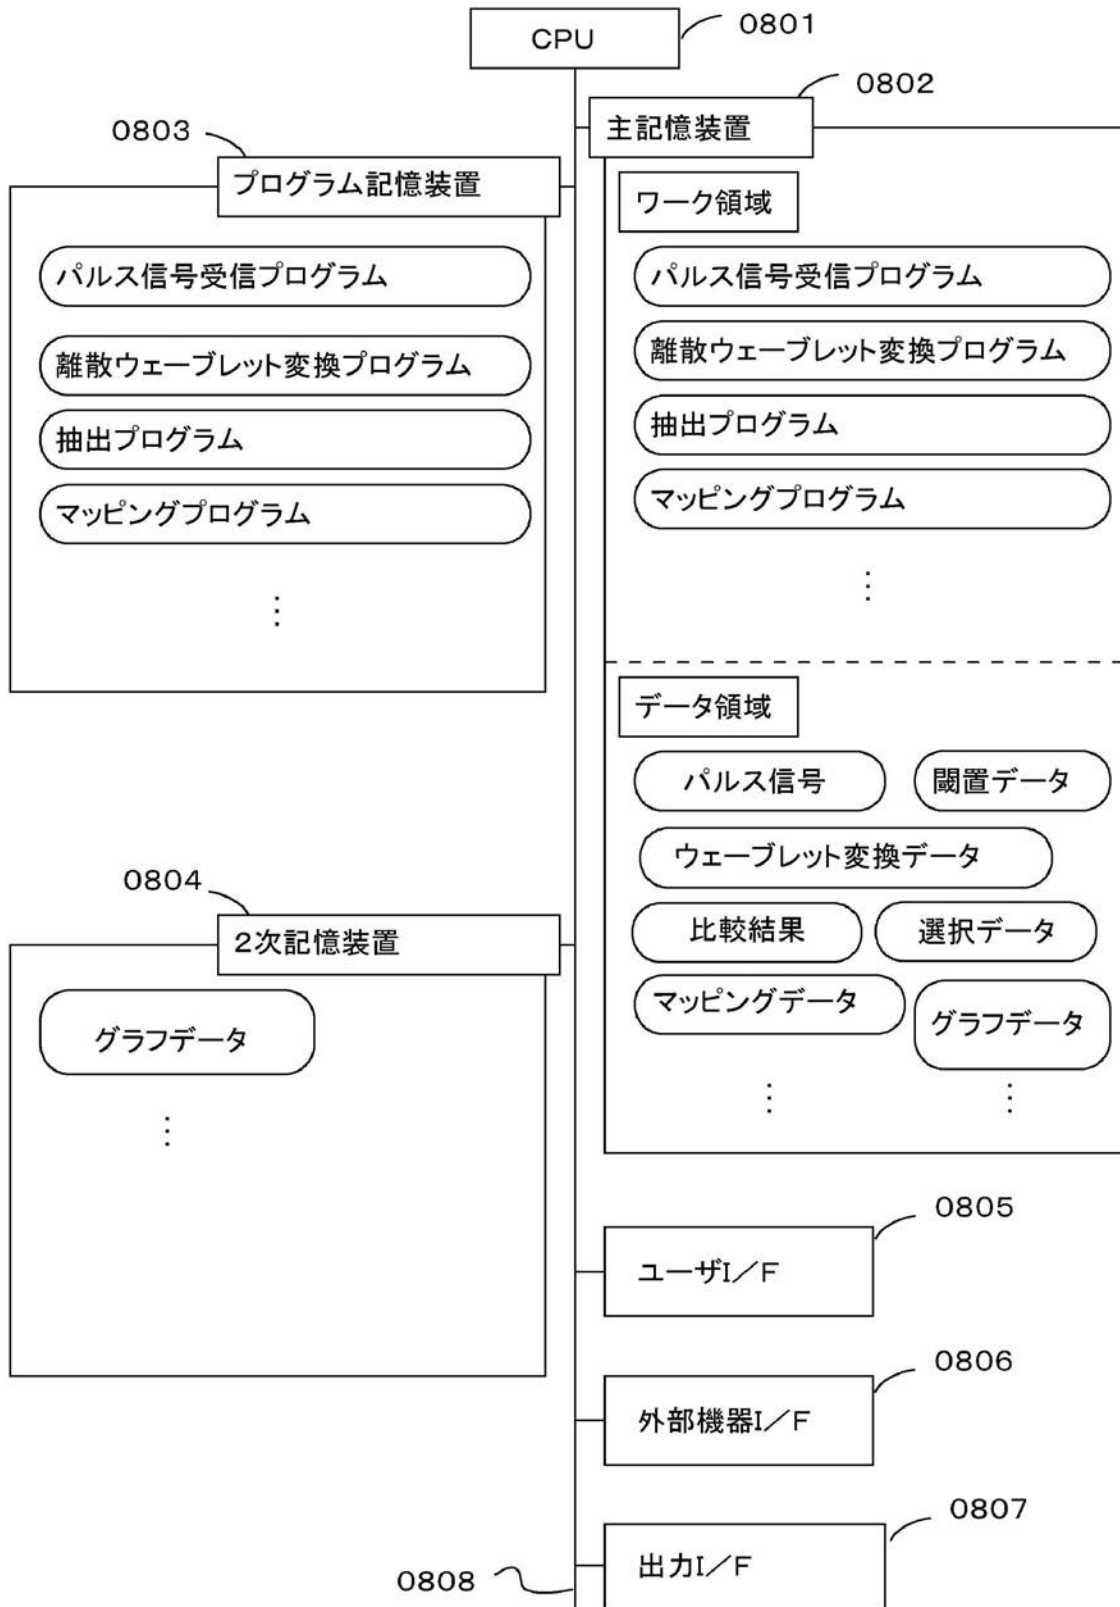 CPU
0801
0802
主記憶装置
0803
プログラム記憶装置
パルス信号受信プログラム
離散ウェーブレット変換プログラム
抽出プログラム
マッピングプログラム
⋮
ワーク領域
パルス信号受信プログラム
離散ウェーブレット変換プログラム
抽出プログラム
マッピングプログラム
⋮
データ領域
パルス信号
閾置データ
ウェーブレット変換データ
比較結果
選択データ
マッピングデータ
グラフデータ
⋮
⋮
0804
2次記憶装置
グラフデータ
⋮
0805
ユーザI/F
0806
外部機器I/F
0807
出力I/F
0808